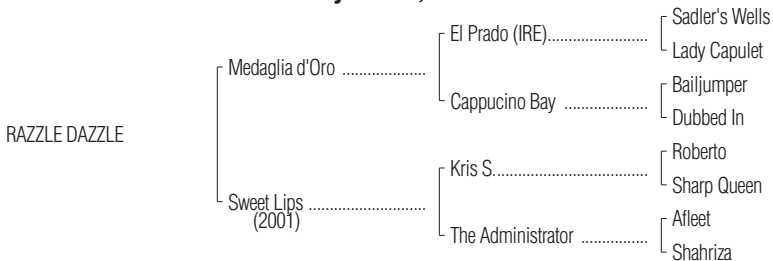 Sadler's Wells
El Prado (IRE)....................
Lady Capulet
Medaglia d'Oro ....................
Bailjumper
Cappucino Bay ....................
Dubbed In
RAZZLE DAZZLE
Roberto
Kris S....................................
Sharp Queen
Sweet Lips ............................
(2001)
Afleet
The Administrator ................
Shahriza